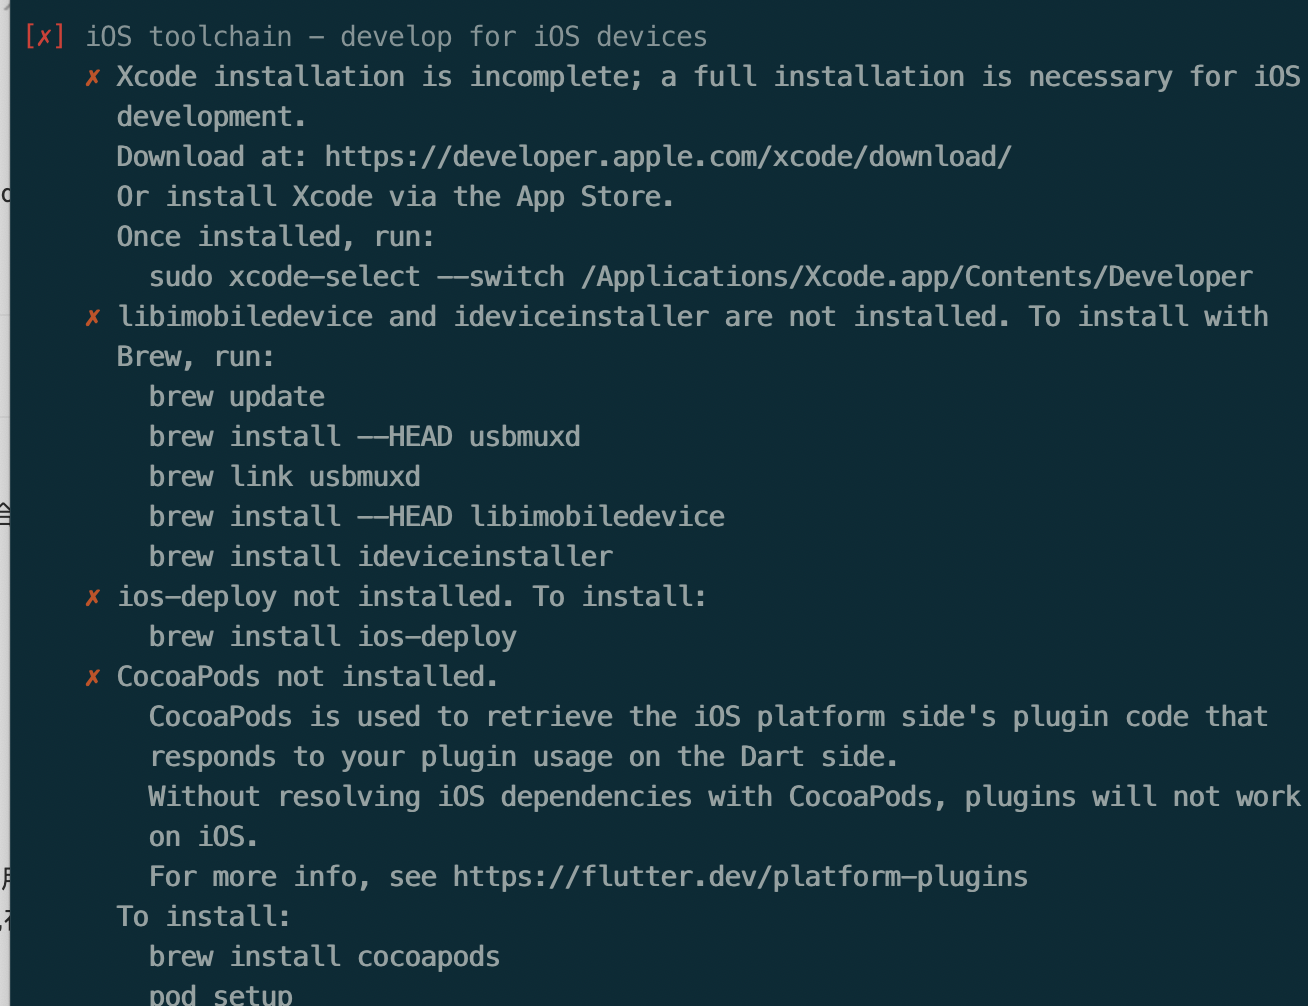 [✗] iOS toolchain – develop for iOS devices
✗ Xcode installation is incomplete; a full installation is necessary for iOS
development.
Download at: https://developer.apple.com/xcode/download/
Or install Xcode via the App Store.
Once installed, run:
sudo xcode-select --switch /Applications/Xcode.app/Contents/Developer
✗ libimobiledevice and ideviceinstaller are not installed. To install with
Brew, run:
brew update
brew install --HEAD usbmuxd
brew link usbmuxd
brew install --HEAD libimobiledevice
brew install ideviceinstaller
✗ ios-deploy not installed. To install:
brew install ios-deploy
✗ CocoaPods not installed.
CocoaPods is used to retrieve the iOS platform side's plugin code that
responds to your plugin usage on the Dart side.
Without resolving iOS dependencies with CocoaPods, plugins will not work
on iOS.
For more info, see https://flutter.dev/platform-plugins
To install:
brew install cocoapods
pod setup